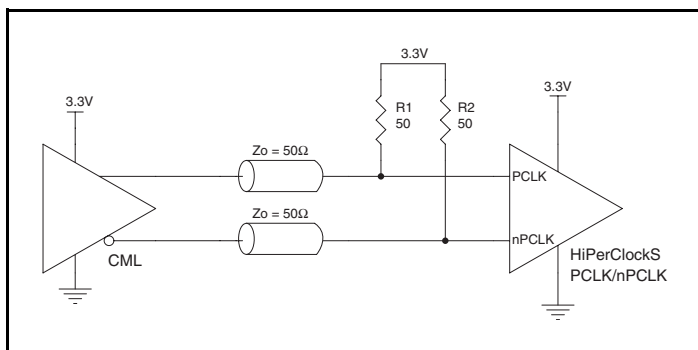 3.3V
3.3V
R1
50
R2
50
3.3V
Zo = 50Ω
PCLK
Zo = 50Ω
nPCLK
CML
HiPerClockS
PCLK/nPCLK